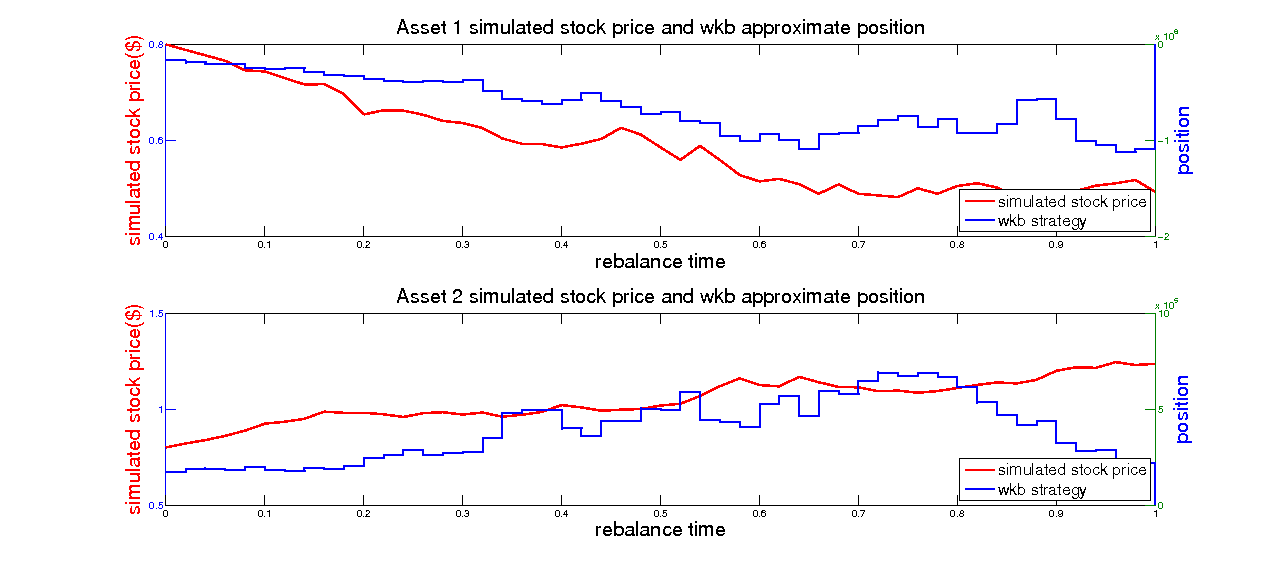 Asset 1 simulated stock price and wkb approximate position
simulated stock price($)
0.8
0.6
0.4
0
-1
-2
position
simulated stock price
wkb strategy
0 0.1 0.2 0.3 0.4 0.5 0.6 0.7 0.8 0.9 1
rebalance time
Asset 2 simulated stock price and wkb approximate position
simulated stock price($)
1.5
1
0.5
10
5
0
position
simulated stock price
wkb strategy
0 0.1 0.2 0.3 0.4 0.5 0.6 0.7 0.8 0.9 1
rebalance time